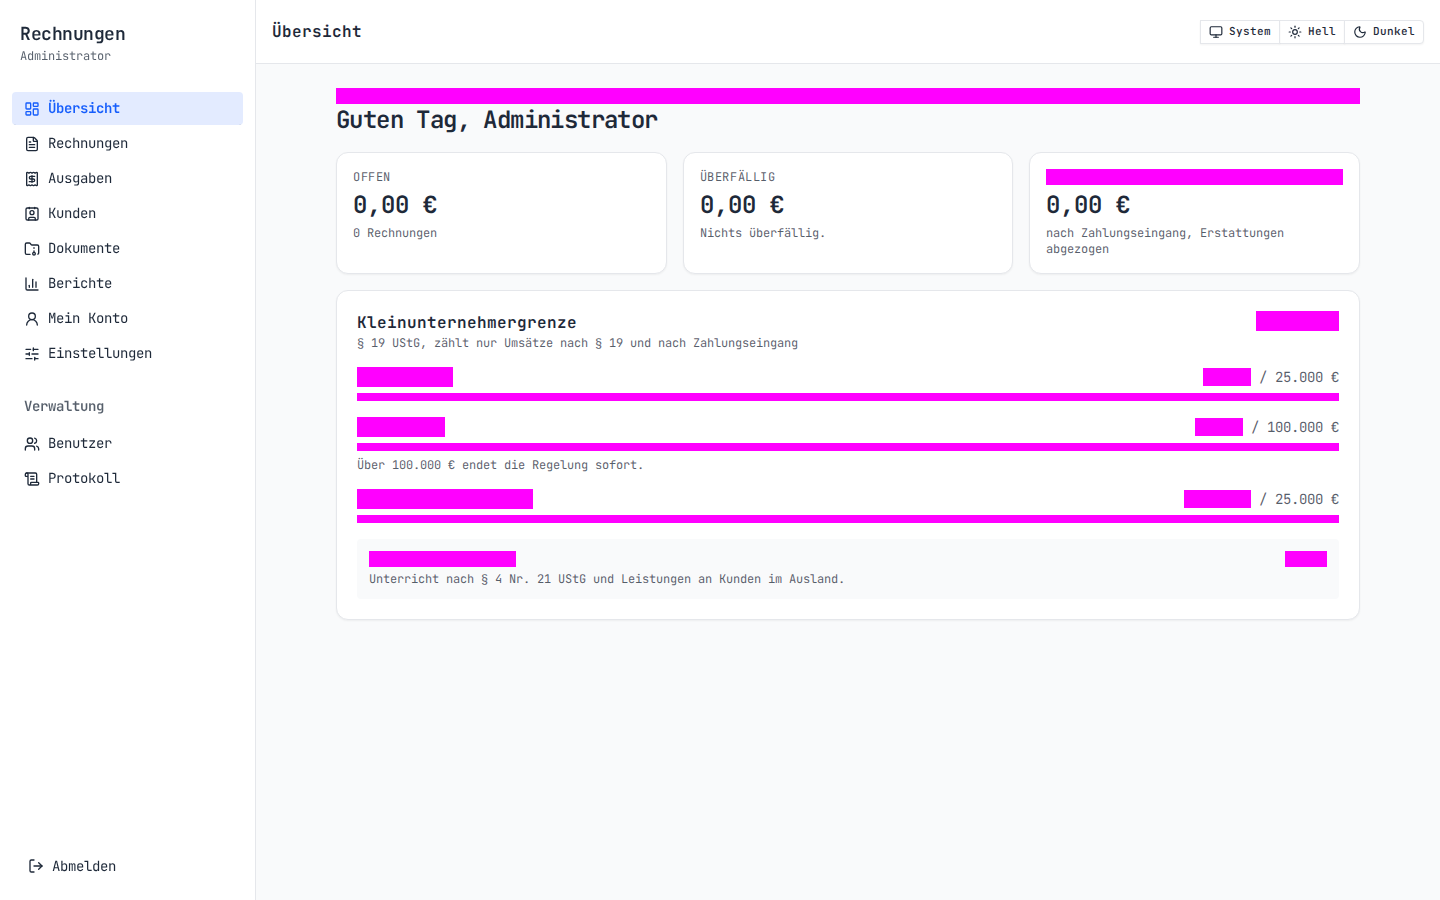 Rechnungen
Administrator
Übersicht
Rechnungen
Ausgaben
Kunden
Dokumente
Berichte
Mein Konto
Einstellungen
Verwaltung
Benutzer
Protokoll
Abmelden
Übersicht
System
Hell
Dunkel
Guten Tag, Administrator
OFFEN
0,00 €
0 Rechnungen
ÜBERFÄLLIG
0,00 €
Nichts überfällig.
0,00 €
nach Zahlungseingang, Erstattungen
abgezogen
Kleinunternehmergrenze
§ 19 UStG, zählt nur Umsätze nach § 19 und nach Zahlungseingang
/ 25.000 €
/ 100.000 €
Über 100.000 € endet die Regelung sofort.
/ 25.000 €
Unterricht nach § 4 Nr. 21 UStG und Leistungen an Kunden im Ausland.